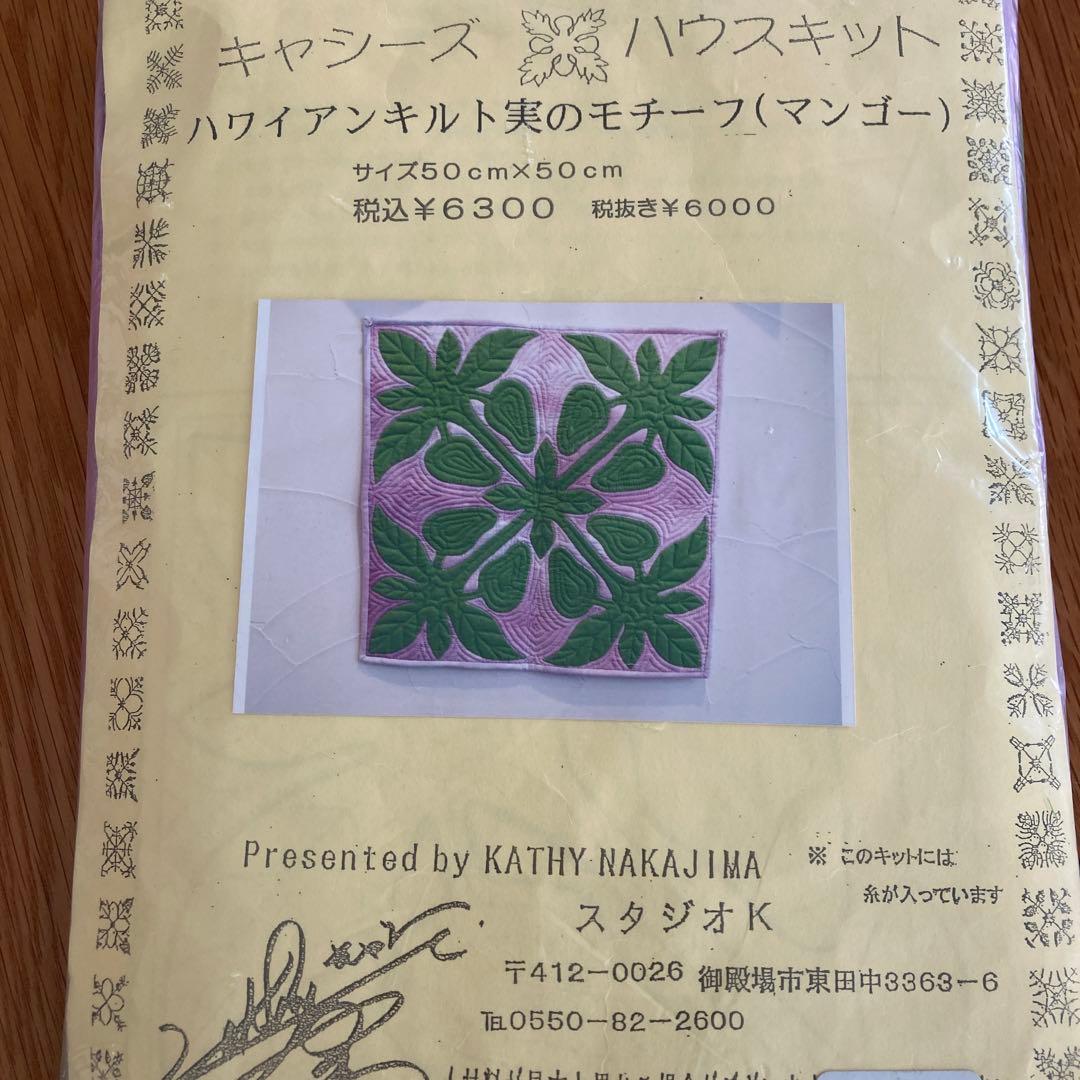 キャシーズ ハウスキット
ハワイアンキルト実のモチーフ(マンゴー)
サイズ50cm×50cm
税込¥6300 税抜き¥6000
Presented by KATHY NAKAJIMA
※ このキットには
糸が入っています
スタジオK
〒412-0026 御殿場市東田中3363-6
℡0550-82-2600